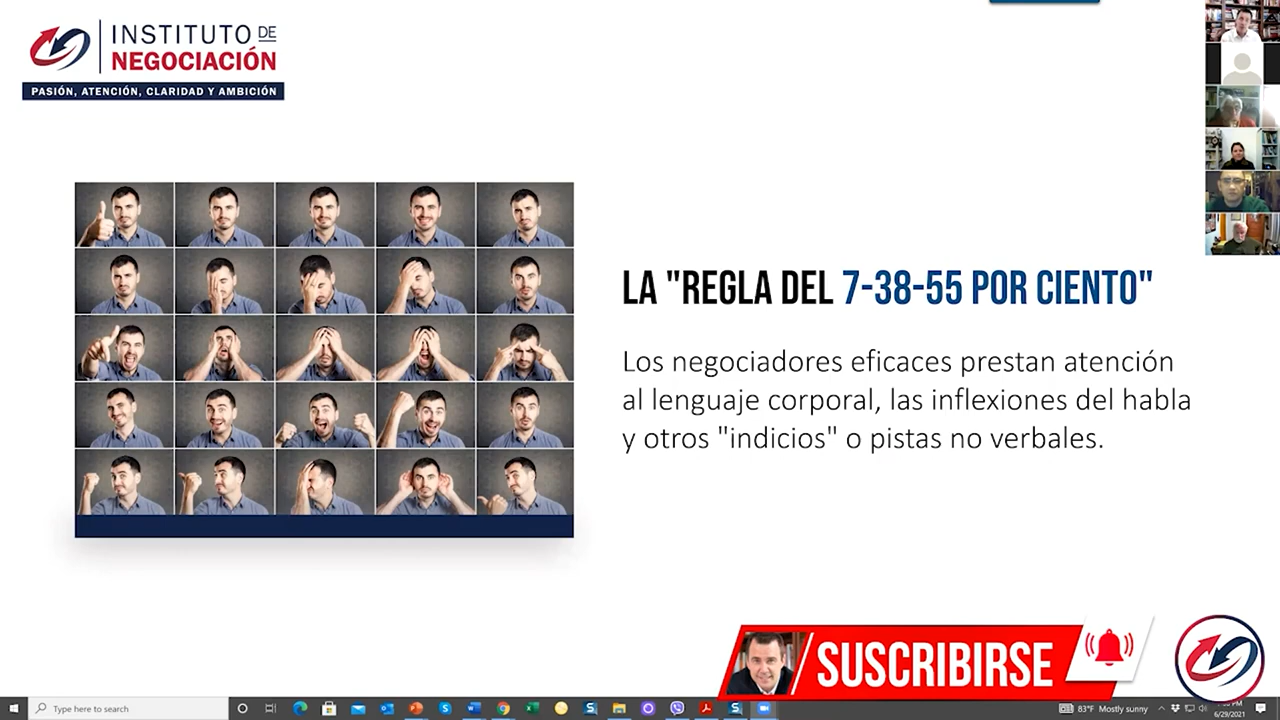 INSTITUTO DE
NEGOCIACIÓN
PASIÓN, ATENCIÓN, CLARIDAD Y AMBICIÓN
LA "REGLA DEL 7-38-55 POR CIENTO"
Los negociadores eficaces prestan atención
al lenguaje corporal, las inflexiones del habla
y otros "indicios" o pistas no verbales.
SUSCRIBIRSE
Type here to search
83°F Mostly sunny
6/29/2021